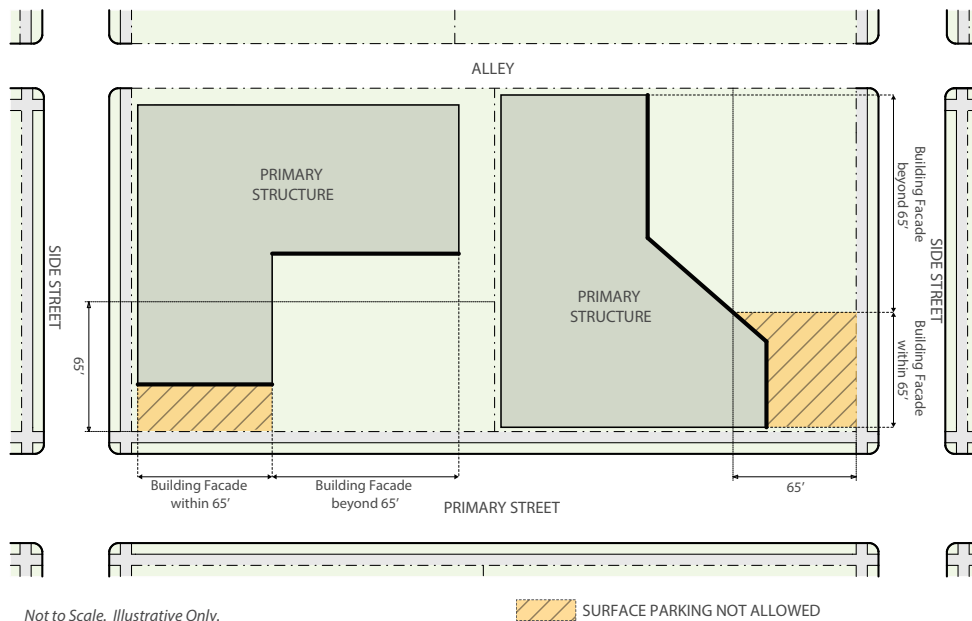 ALLEY
PRIMARY
STRUCTURE
PRIMARY
STRUCTURE
SIDE STREET
65'
Building Facade
beyond 65'
Building Facade
within 65'
SIDE STREET
Building Facade
within 65'
Building Facade
beyond 65'
65'
PRIMARY STREET
Not to Scale. Illustrative Only.
SURFACE PARKING NOT ALLOWED